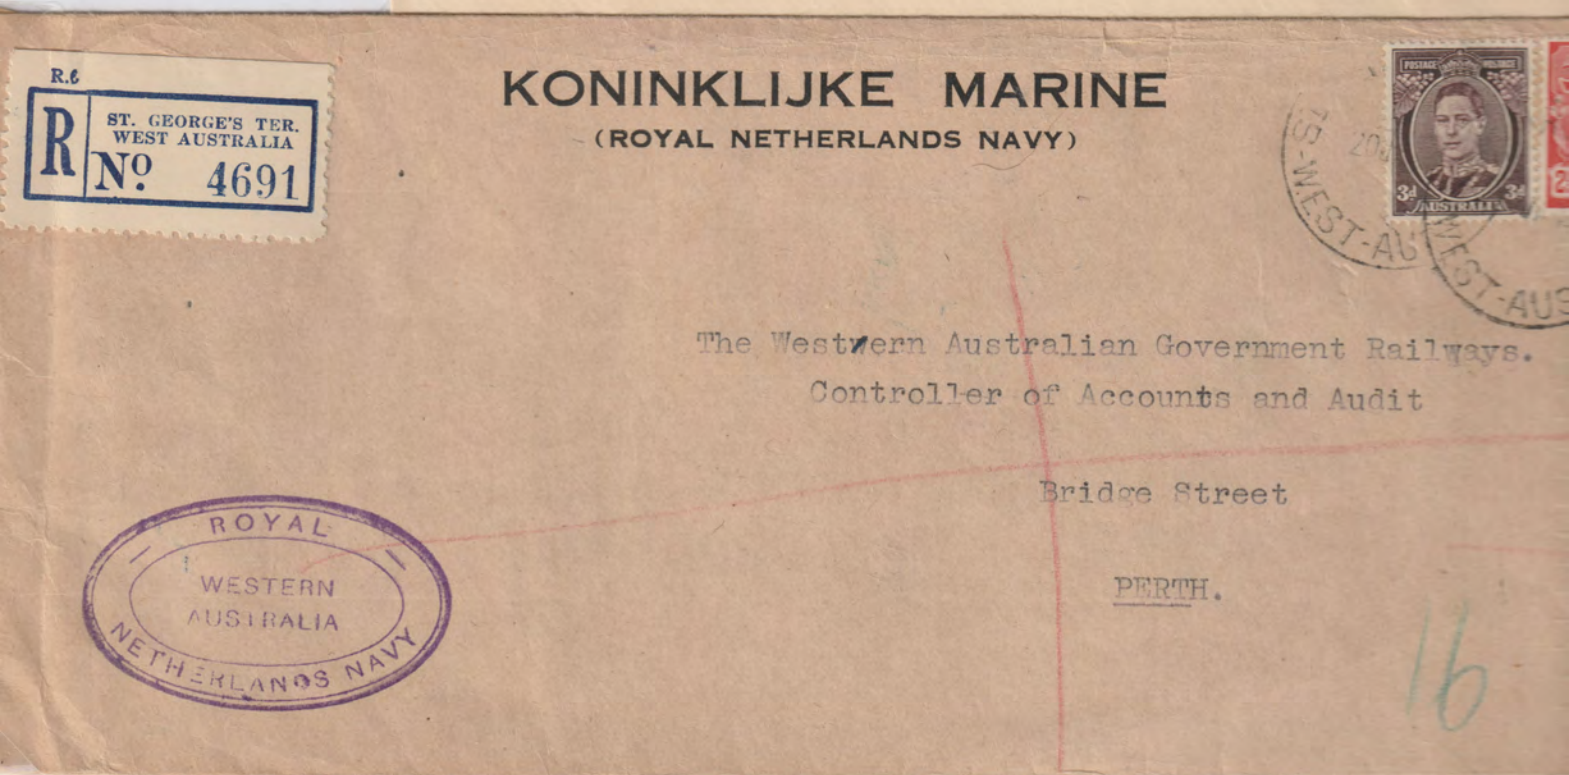 R.6
R
ST. GEORGE'S TER.
WEST AUSTRALIA
No. 4691
KONINKLIJKE MARINE
(ROYAL NETHERLANDS NAVY)
POSTAGE POSTAGE
3d 3d
AUSTRALIA
WEST-AU
WEST-AUS
The Westwern Australian Government Railways.
Controller of Accounts and Audit
Bridge Street
PERTH.
ROYAL
WESTERN
AUSTRALIA
NETHERLANDS NAVY
16